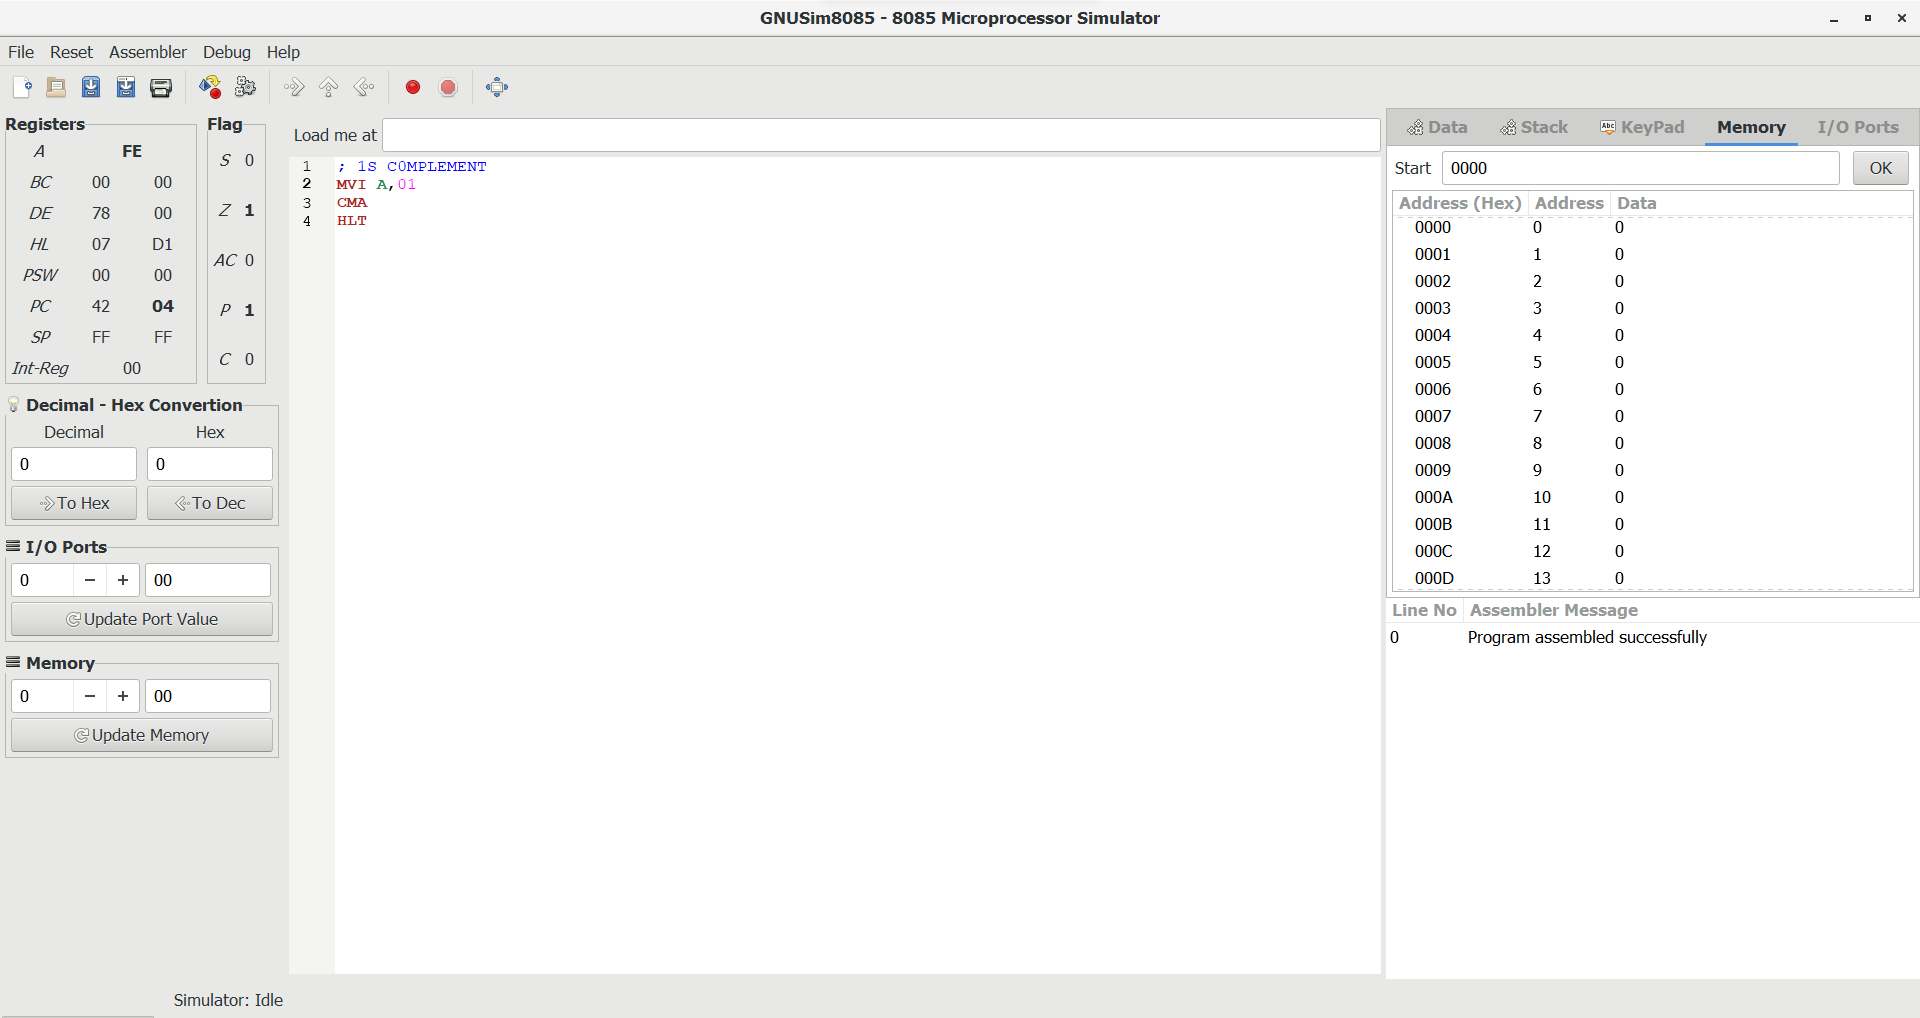 GNUSim8085 - 8085 Microprocessor Simulator
File Reset Assembler Debug Help
Registers
A FE
BC 00 00
DE 78 00
HL 07 D1
PSW 00 00
PC 42 04
SP FF FF
Int-Reg 00
Flag
S 0
Z 1
AC 0
P 1
C 0
Decimal - Hex Convertion
Decimal Hex
0 0
To Hex To Dec
I/O Ports
0 − + 00
Update Port Value
Memory
0 − + 00
Update Memory
Load me at
1 ; 1S C0MPLEMENT
2 MVI A,01
3 CMA
4 HLT
Data Stack Abc KeyPad Memory I/O Ports
Start 0000 OK
Address (Hex) Address Data
0000 0 0
0001 1 0
0002 2 0
0003 3 0
0004 4 0
0005 5 0
0006 6 0
0007 7 0
0008 8 0
0009 9 0
000A 10 0
000B 11 0
000C 12 0
000D 13 0
Line No Assembler Message
0 Program assembled successfully
Simulator: Idle